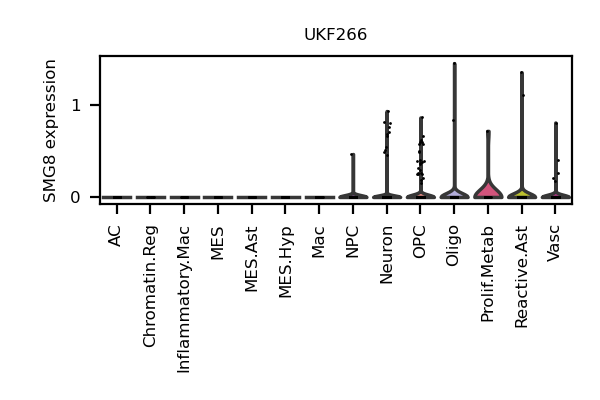 UKF266
SMG8 expression
1
0
AC
Chromatin.Reg
Inflammatory.Mac
MES
MES.Ast
MES.Hyp
Mac
NPC
Neuron
OPC
Oligo
Prolif.Metab
Reactive.Ast
Vasc